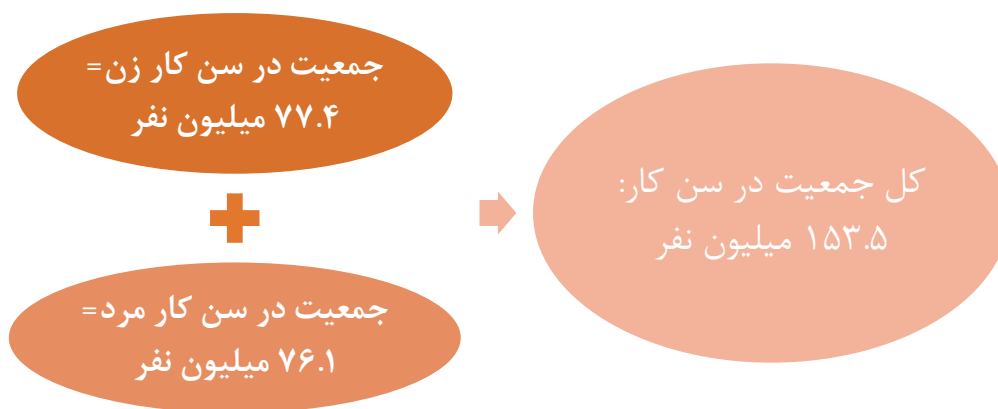 جمعیت در سن کار زن=
۷۷.۴ میلیون نفر
جمعیت در سن کار مرد=
۷۶.۱ میلیون نفر
کل جمعیت در سن کار:
۱۵۳.۵ میلیون نفر